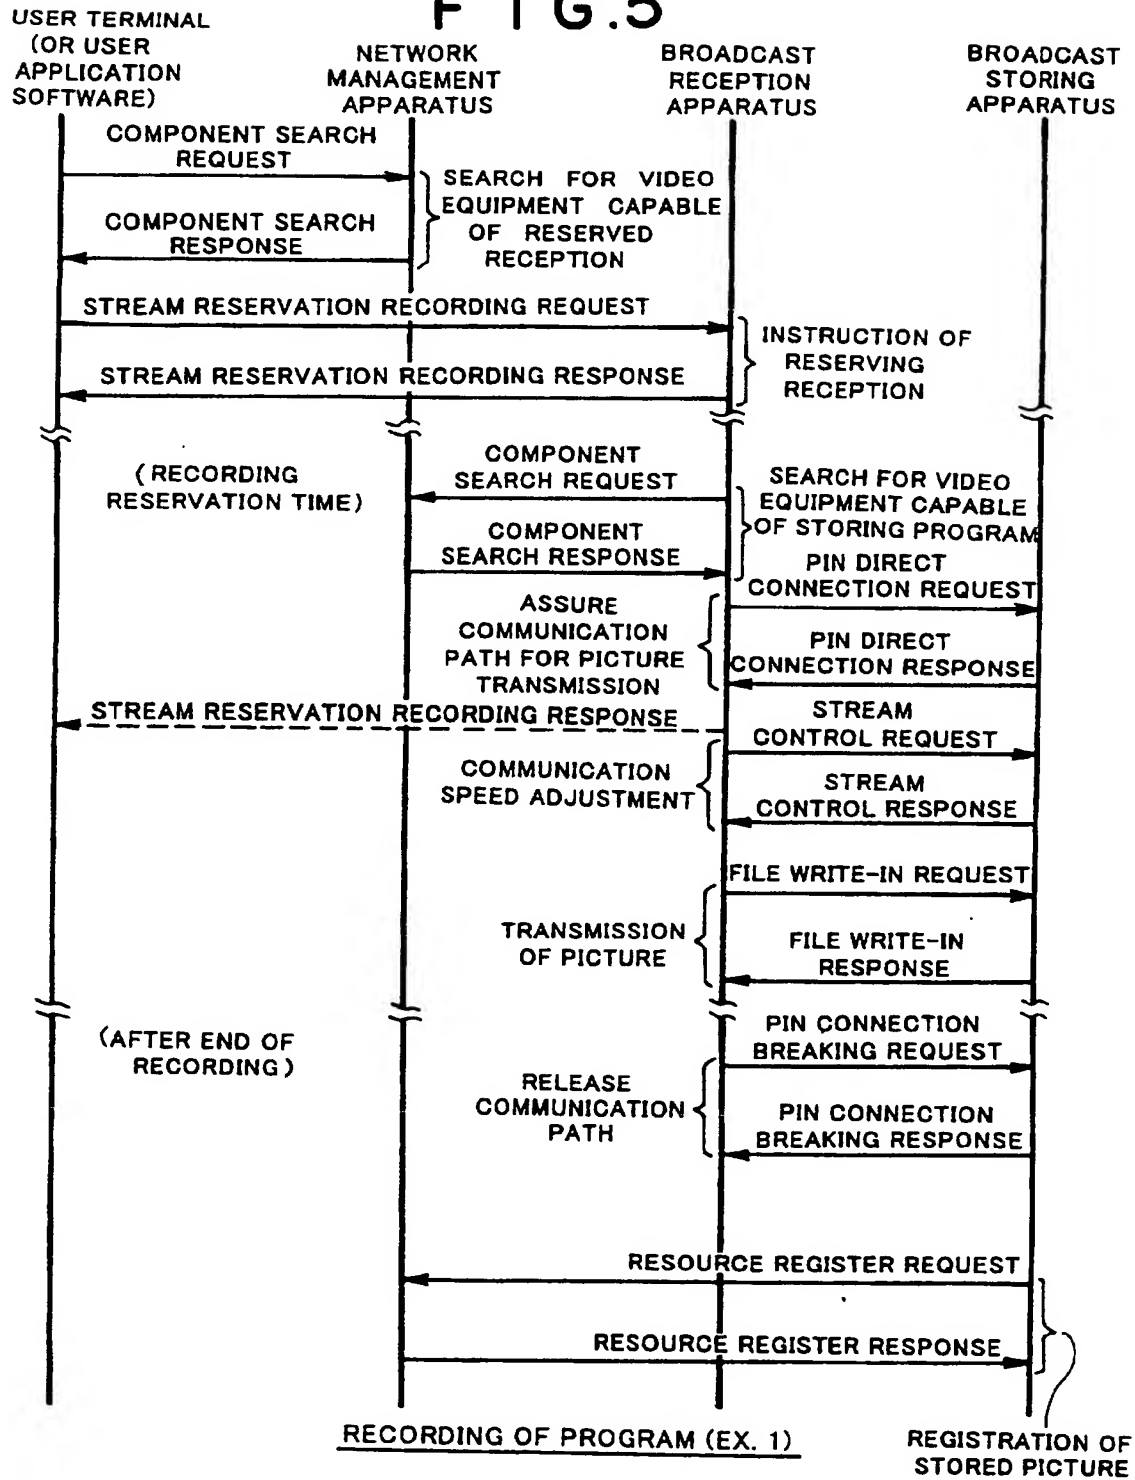 FIG.5
USER TERMINAL
(OR USER
APPLICATION
SOFTWARE)
NETWORK
MANAGEMENT
APPARATUS
BROADCAST
RECEPTION
APPARATUS
BROADCAST
STORING
APPARATUS
COMPONENT SEARCH
REQUEST
SEARCH FOR VIDEO
EQUIPMENT CAPABLE
OF RESERVED
RECEPTION
COMPONENT SEARCH
RESPONSE
STREAM RESERVATION RECORDING REQUEST
INSTRUCTION OF
RESERVING
RECEPTION
STREAM RESERVATION RECORDING RESPONSE
(RECORDING
RESERVATION TIME)
COMPONENT
SEARCH REQUEST
SEARCH FOR VIDEO
EQUIPMENT CAPABLE
OF STORING PROGRAM
COMPONENT
SEARCH RESPONSE
PIN DIRECT
CONNECTION REQUEST
ASSURE
COMMUNICATION
PATH FOR PICTURE
TRANSMISSION
PIN DIRECT
CONNECTION RESPONSE
STREAM RESERVATION RECORDING RESPONSE
STREAM
CONTROL REQUEST
COMMUNICATION
SPEED ADJUSTMENT
STREAM
CONTROL RESPONSE
FILE WRITE-IN REQUEST
TRANSMISSION
OF PICTURE
FILE WRITE-IN
RESPONSE
(AFTER END OF
RECORDING)
PIN CONNECTION
BREAKING REQUEST
RELEASE
COMMUNICATION
PATH
PIN CONNECTION
BREAKING RESPONSE
RESOURCE REGISTER REQUEST
RESOURCE REGISTER RESPONSE
RECORDING OF PROGRAM (EX. 1)
REGISTRATION OF
STORED PICTURE